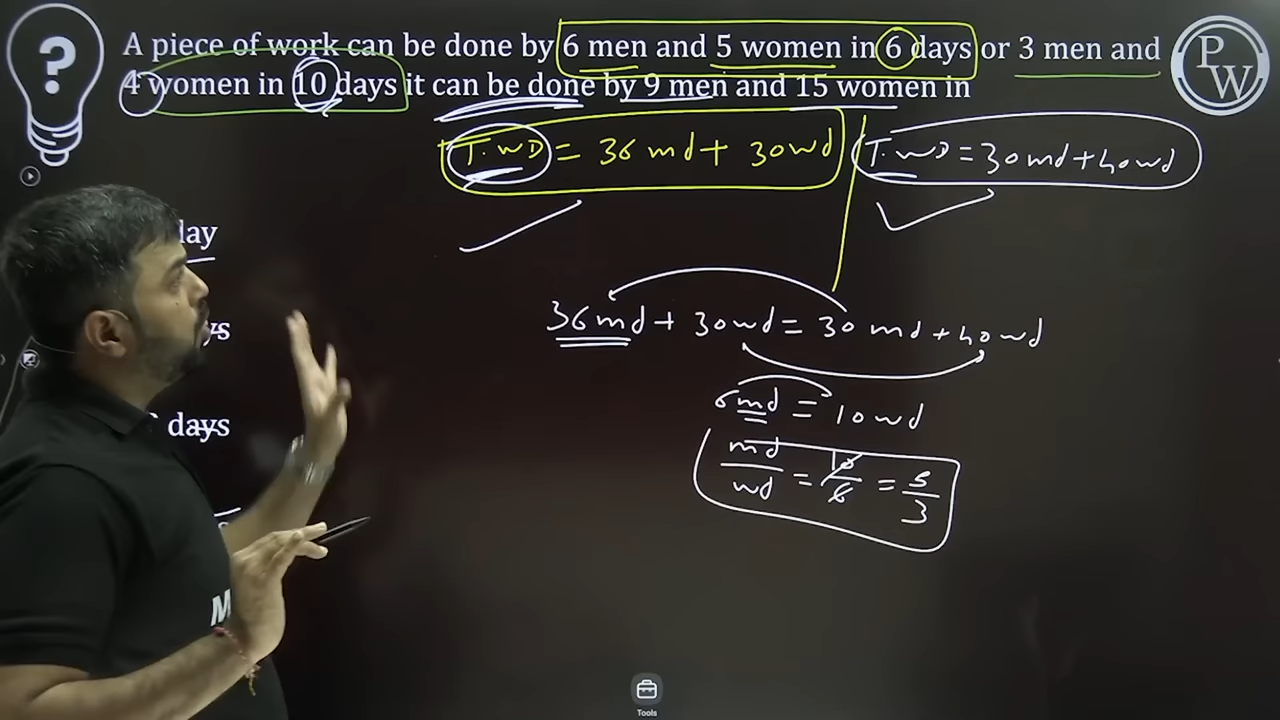 A piece of work can be done by 6 men and 5 women in 6 days or 3 men and
4 women in 10 days it can be done by 9 men and 15 women in
PW
T.WD = 36 md + 30wd
T.WD = 30md + 40wd
day
36md + 30wd = 30 md + 40wd
6md = 10wd
md/wd = 10/6 = 5/3
days
M
Tools